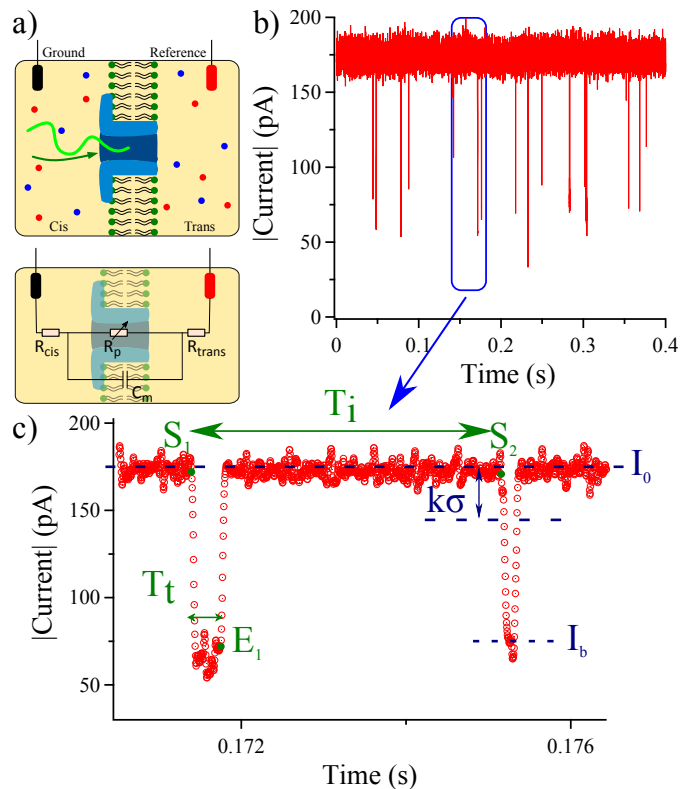 a)
Ground
Reference
Cis
Trans
R_cis
R_p
R_trans
C_m
b)
|Current| (pA)
200
150
100
50
0
0
0.1
0.2
0.3
0.4
Time (s)
c)
|Current| (pA)
200
150
100
50
T_i
S_1
S_2
I_0
kσ
T_t
E_1
I_b
0.172
0.176
Time (s)